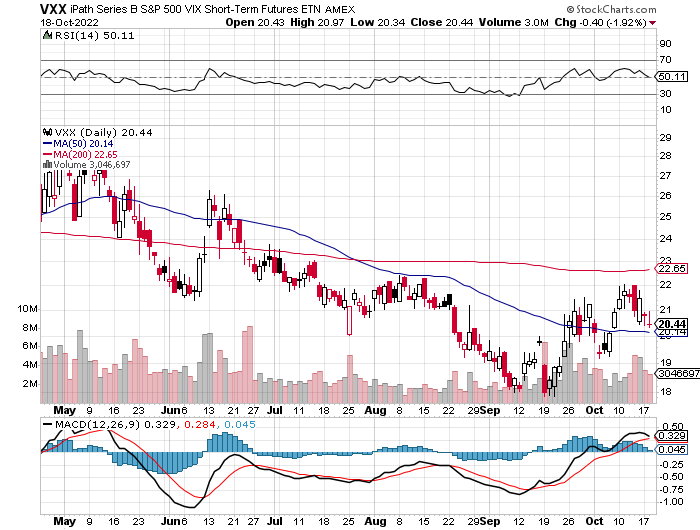 VXX iPath Series B S&P 500 VIX Short-Term Futures ETN AMEX
© StockCharts.com
18-Oct-2022
Open 20.43 High 20.97 Low 20.34 Close 20.44 Volume 3.0M Chg -0.40 (-1.92%)
RSI(14) 50.11
90
70
50.11
30
10
VXX (Daily) 20.44
MA(50) 20.14
MA(200) 22.65
Volume 3,046,697
29
28
27
26
25
24
23
22.65
22
21
20.44
20.14
19
3046697
18
10M
8M
6M
4M
2M
May 9 16 23 Jun 6 13 21 27 Jul 11 18 25 Aug 8 15 22 29 Sep 12 19 26 Oct 10 17
MACD(12,26,9) 0.329, 0.284, 0.045
0.50
0.329
0.045
-0.25
-0.50
-0.75
-1.00
May 9 16 23 Jun 6 13 21 27 Jul 11 18 25 Aug 8 15 22 29 Sep 12 19 26 Oct 10 17